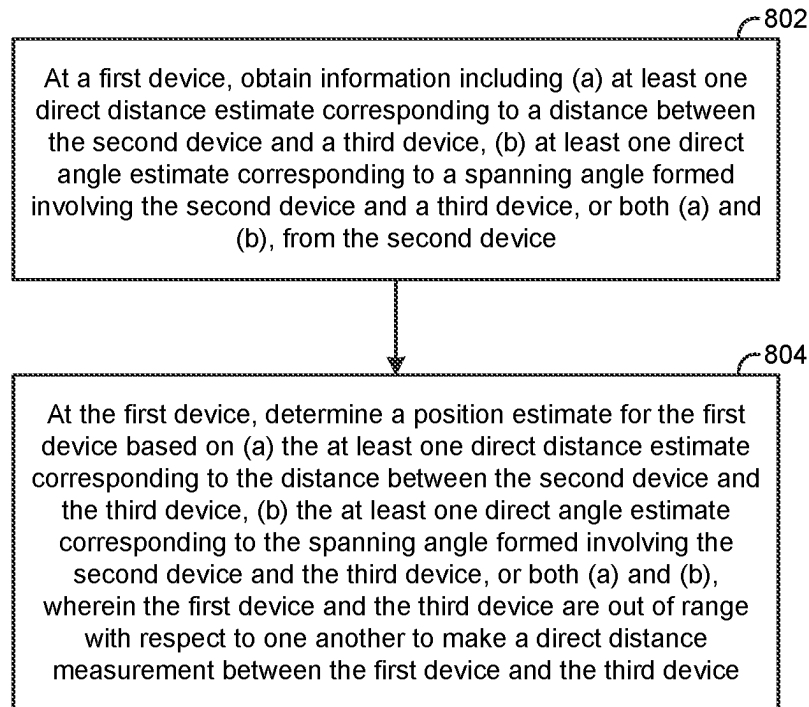 802
At a first device, obtain information including (a) at least one
direct distance estimate corresponding to a distance between
the second device and a third device, (b) at least one direct
angle estimate corresponding to a spanning angle formed
involving the second device and a third device, or both (a) and
(b), from the second device
804
At the first device, determine a position estimate for the first
device based on (a) the at least one direct distance estimate
corresponding to the distance between the second device and
the third device, (b) the at least one direct angle estimate
corresponding to the spanning angle formed involving the
second device and the third device, or both (a) and (b),
wherein the first device and the third device are out of range
with respect to one another to make a direct distance
measurement between the first device and the third device